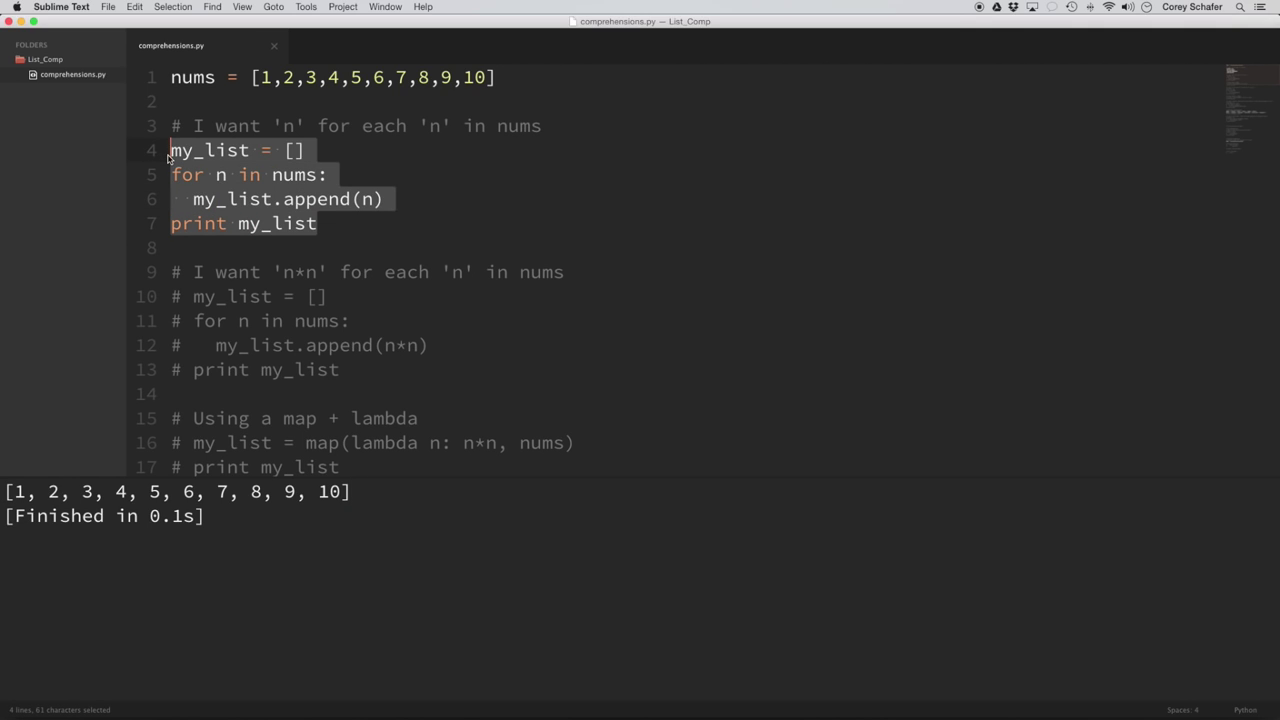 Sublime Text File Edit Selection Find View Goto Tools Project Window Help Corey Schafer
comprehensions.py — List_Comp
FOLDERS
List_Comp
comprehensions.py
comprehensions.py
1 nums = [1,2,3,4,5,6,7,8,9,10]
2
3 # I want 'n' for each 'n' in nums
4 my_list = []
5 for n in nums:
6 my_list.append(n)
7 print my_list
8
9 # I want 'n*n' for each 'n' in nums
10 # my_list = []
11 # for n in nums:
12 # my_list.append(n*n)
13 # print my_list
14
15 # Using a map + lambda
16 # my_list = map(lambda n: n*n, nums)
17 # print my_list
[1, 2, 3, 4, 5, 6, 7, 8, 9, 10]
[Finished in 0.1s]
4 lines, 61 characters selected Spaces: 4 Python